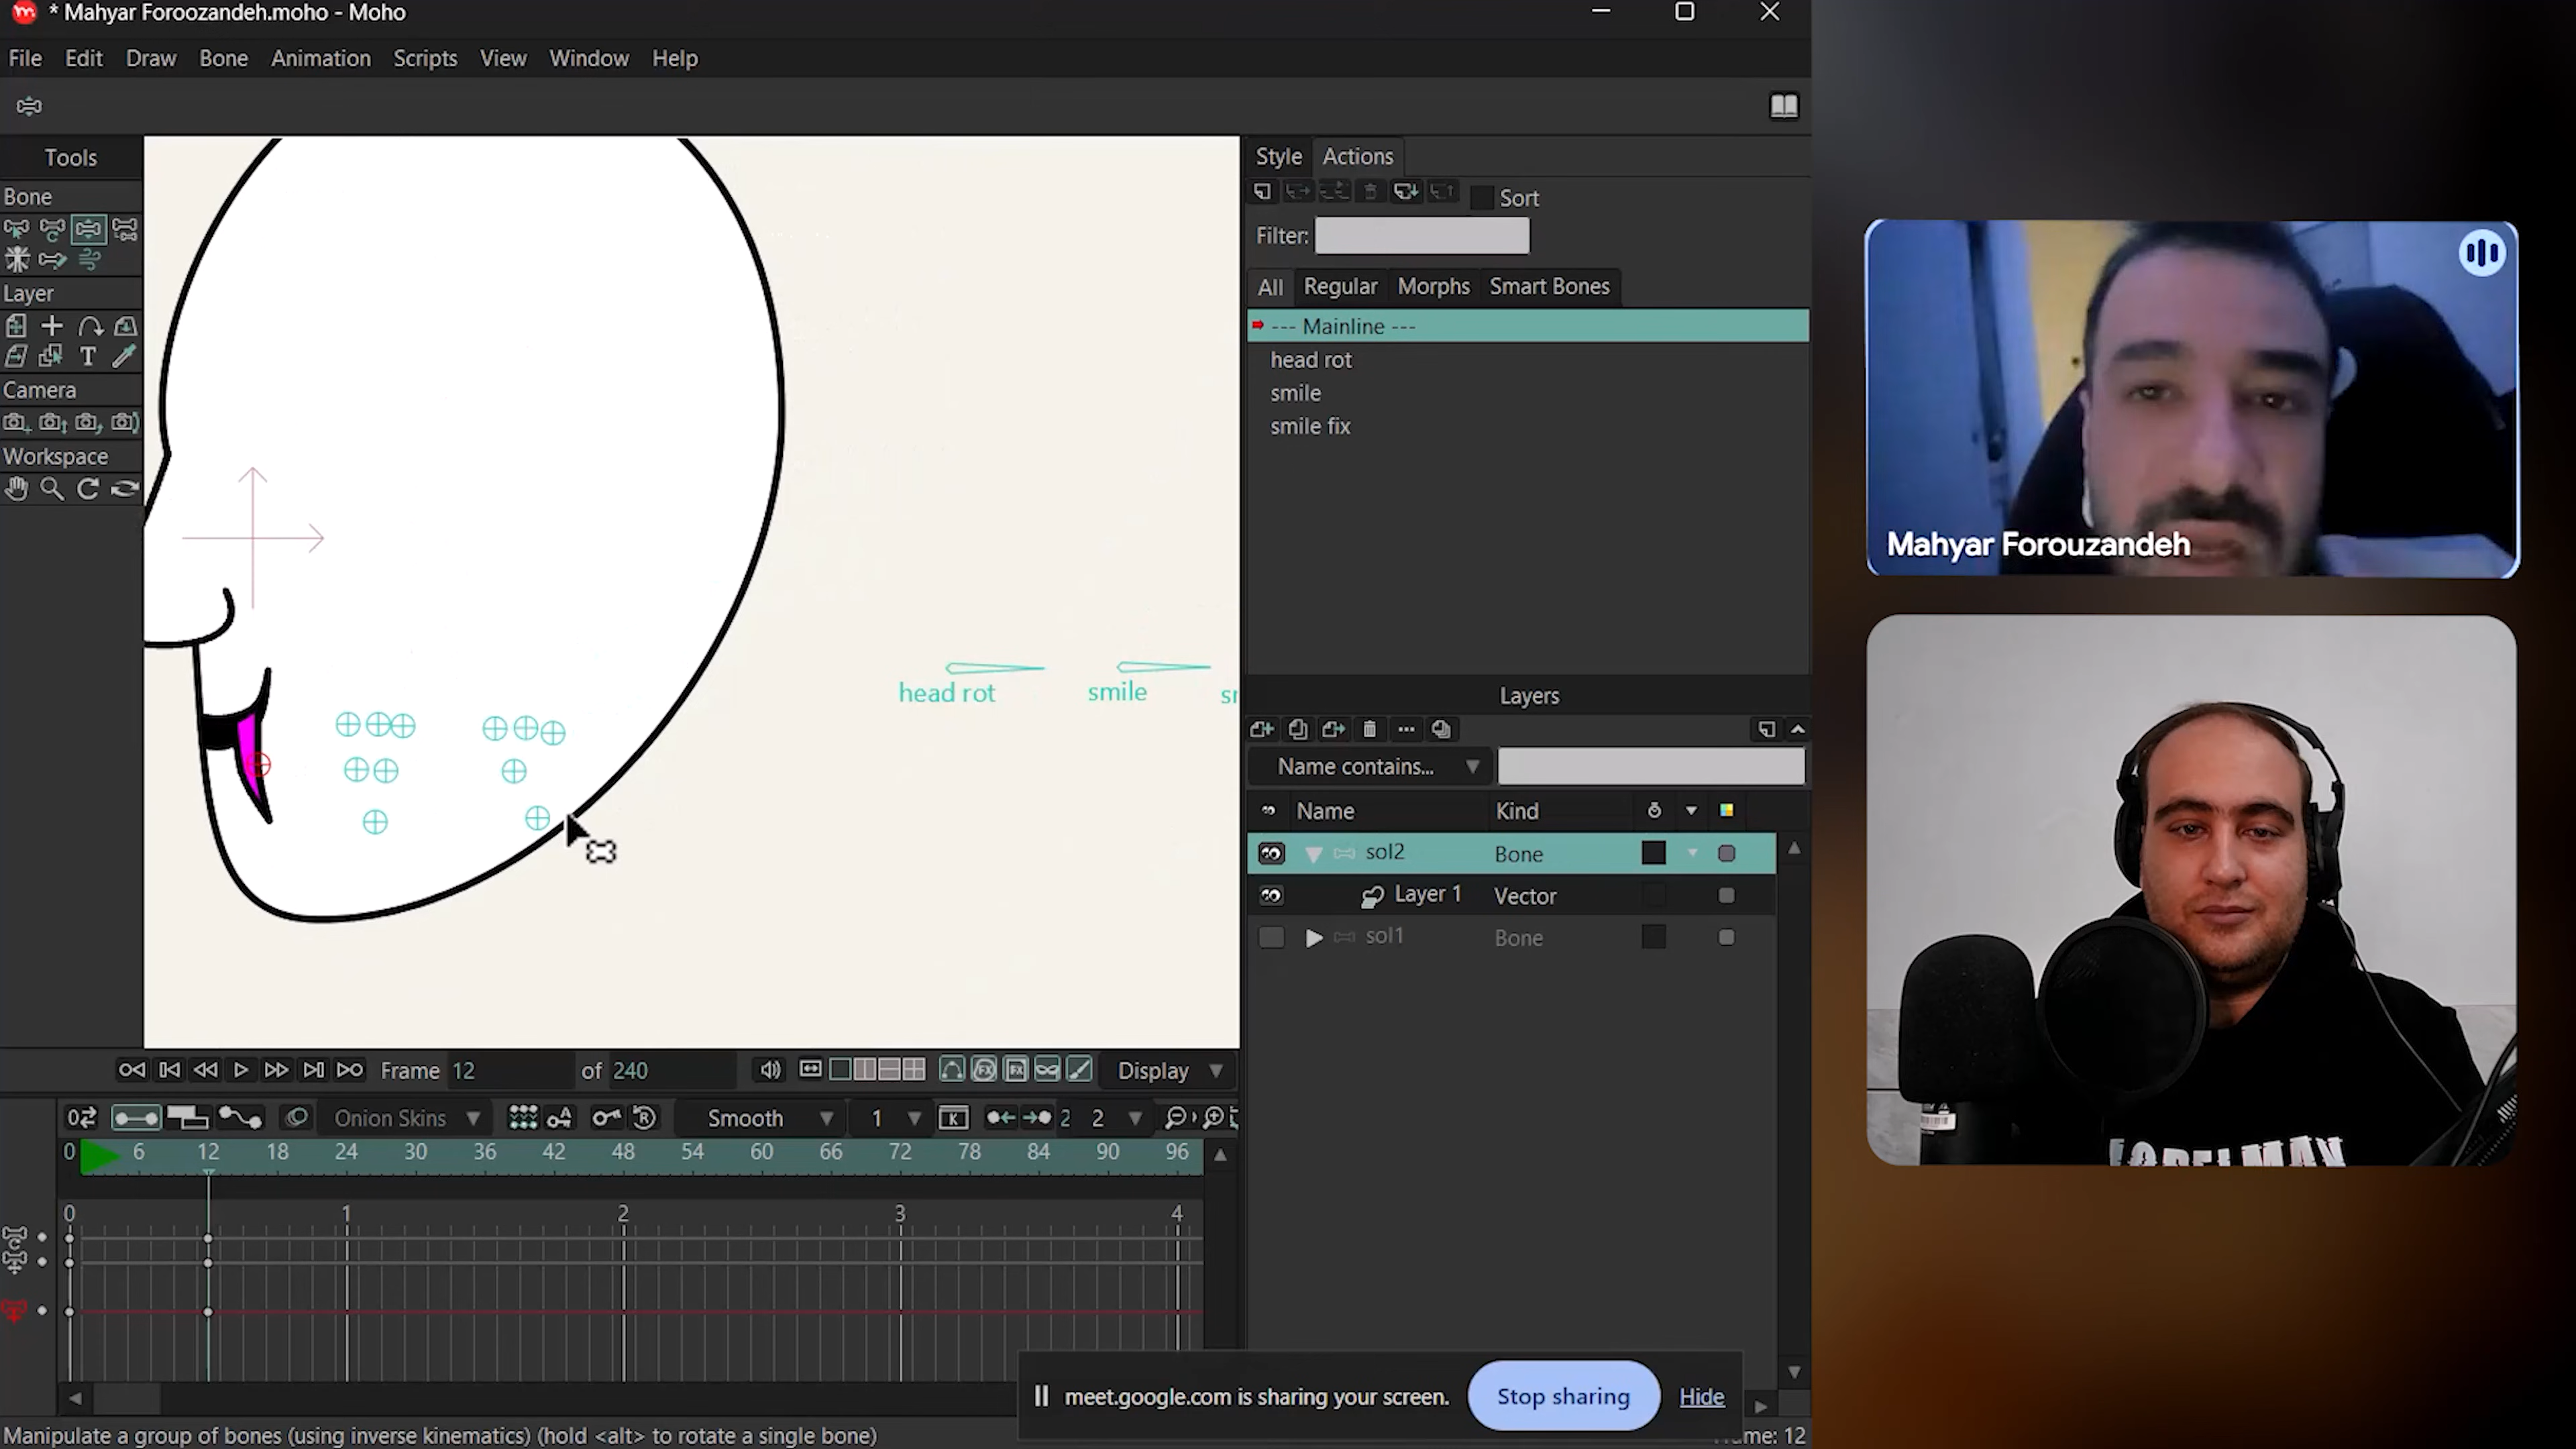 * Mahyar Foroozandeh.moho - Moho
File Edit Draw Bone Animation Scripts View Window Help
Tools
Bone
Layer
T
Camera
Workspace
head rot
smile
Style Actions
Sort
Filter:
All Regular Morphs Smart Bones
--- Mainline ---
head rot
smile
smile fix
Layers
Name contains...
Name Kind
sol2 Bone
Layer 1 Vector
sol1 Bone
Frame 12 of 240 Display
Onion Skins Smooth 1 K 2 2
0 6 12 18 24 30 36 42 48 54 60 66 72 78 84 90 96
0 1 2 3 4
meet.google.com is sharing your screen. Stop sharing Hide
Manipulate a group of bones (using inverse kinematics) (hold <alt> to rotate a single bone)
ame: 12
Mahyar Forouzandeh